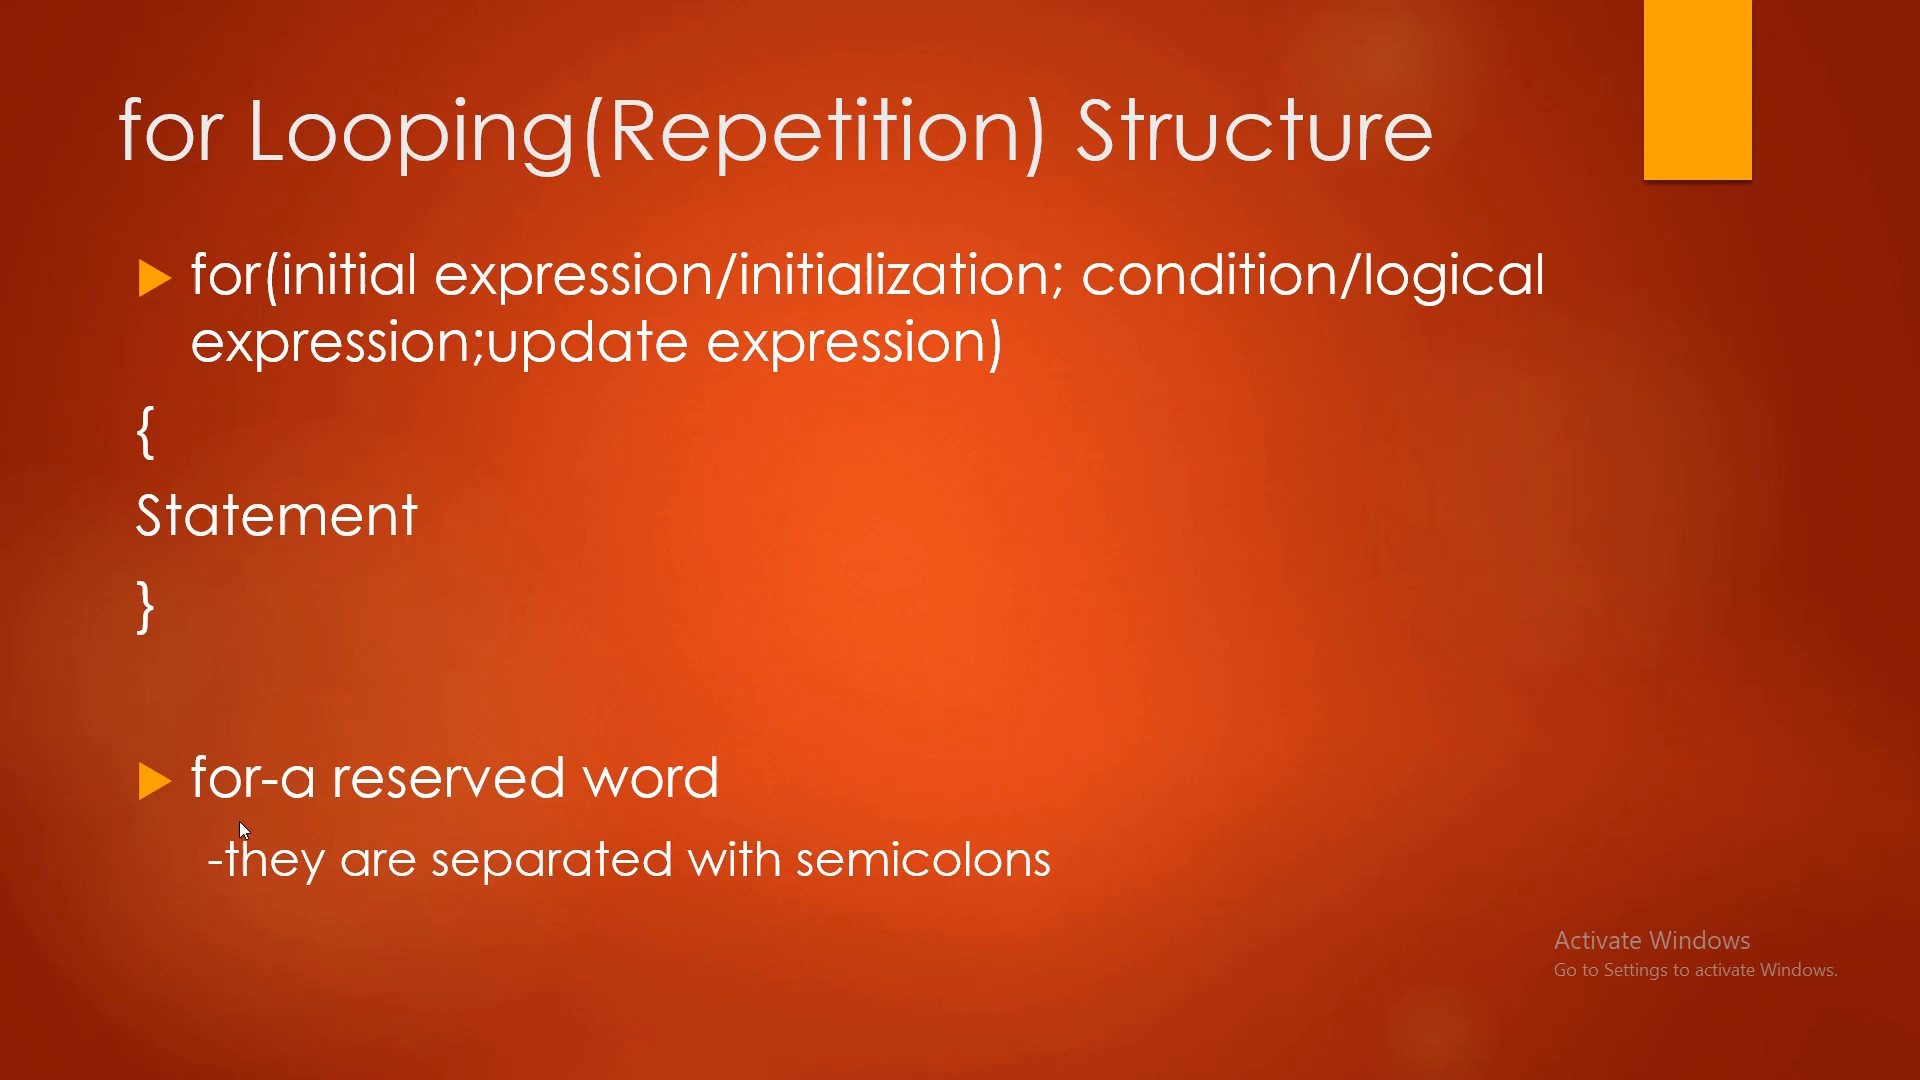 for Looping(Repetition) Structure
for(initial expression/initialization; condition/logical
expression;update expression)
{
Statement
}
for-a reserved word
-they are separated with semicolons
Activate Windows
Go to Settings to activate Windows.